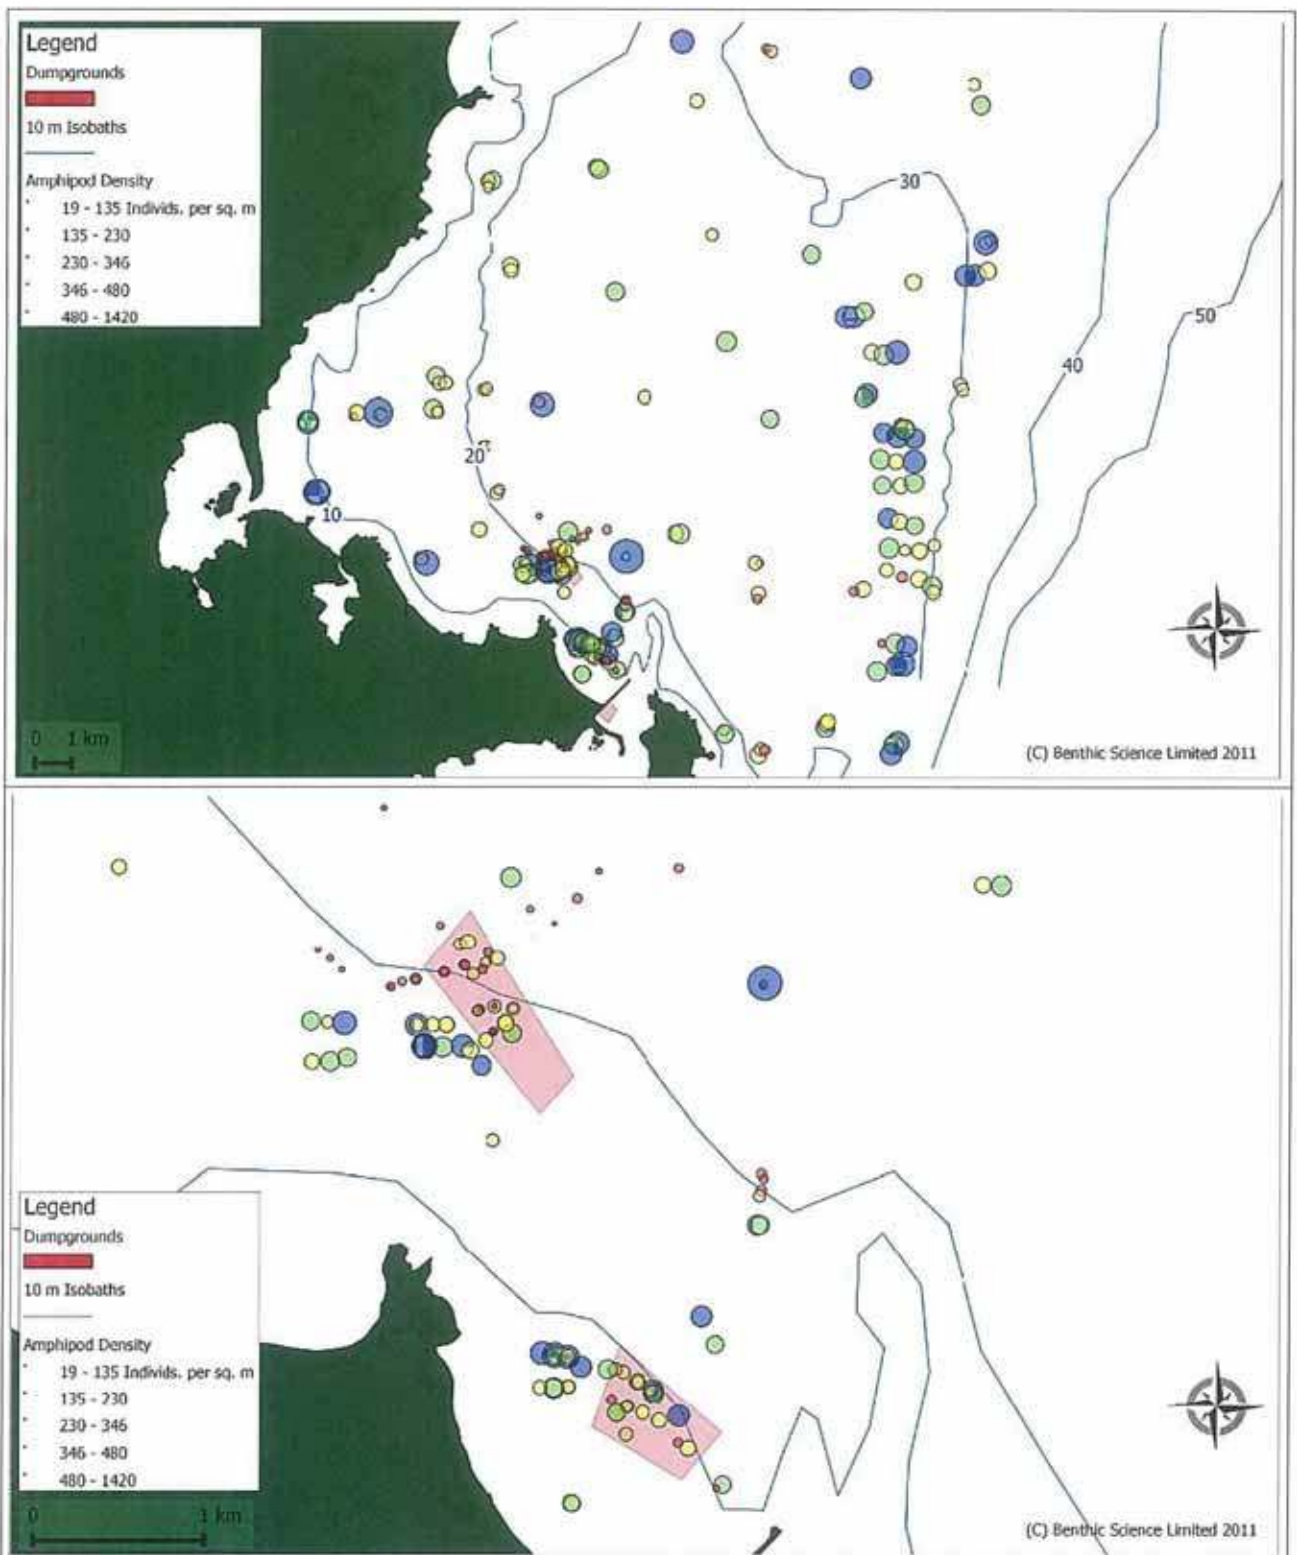 Legend
Dumpgrounds
10 m Isobaths
Amphipod Density
19 - 135 Individs. per sq. m
135 - 230
230 - 346
346 - 480
480 - 1420
30
50
40
20
10
0 1 km
(C) Benthic Science Limited 2011
Legend
Dumpgrounds
10 m Isobaths
Amphipod Density
19 - 135 Individs. per sq. m
135 - 230
230 - 346
346 - 480
480 - 1420
0 1 km
(C) Benthic Science Limited 2011